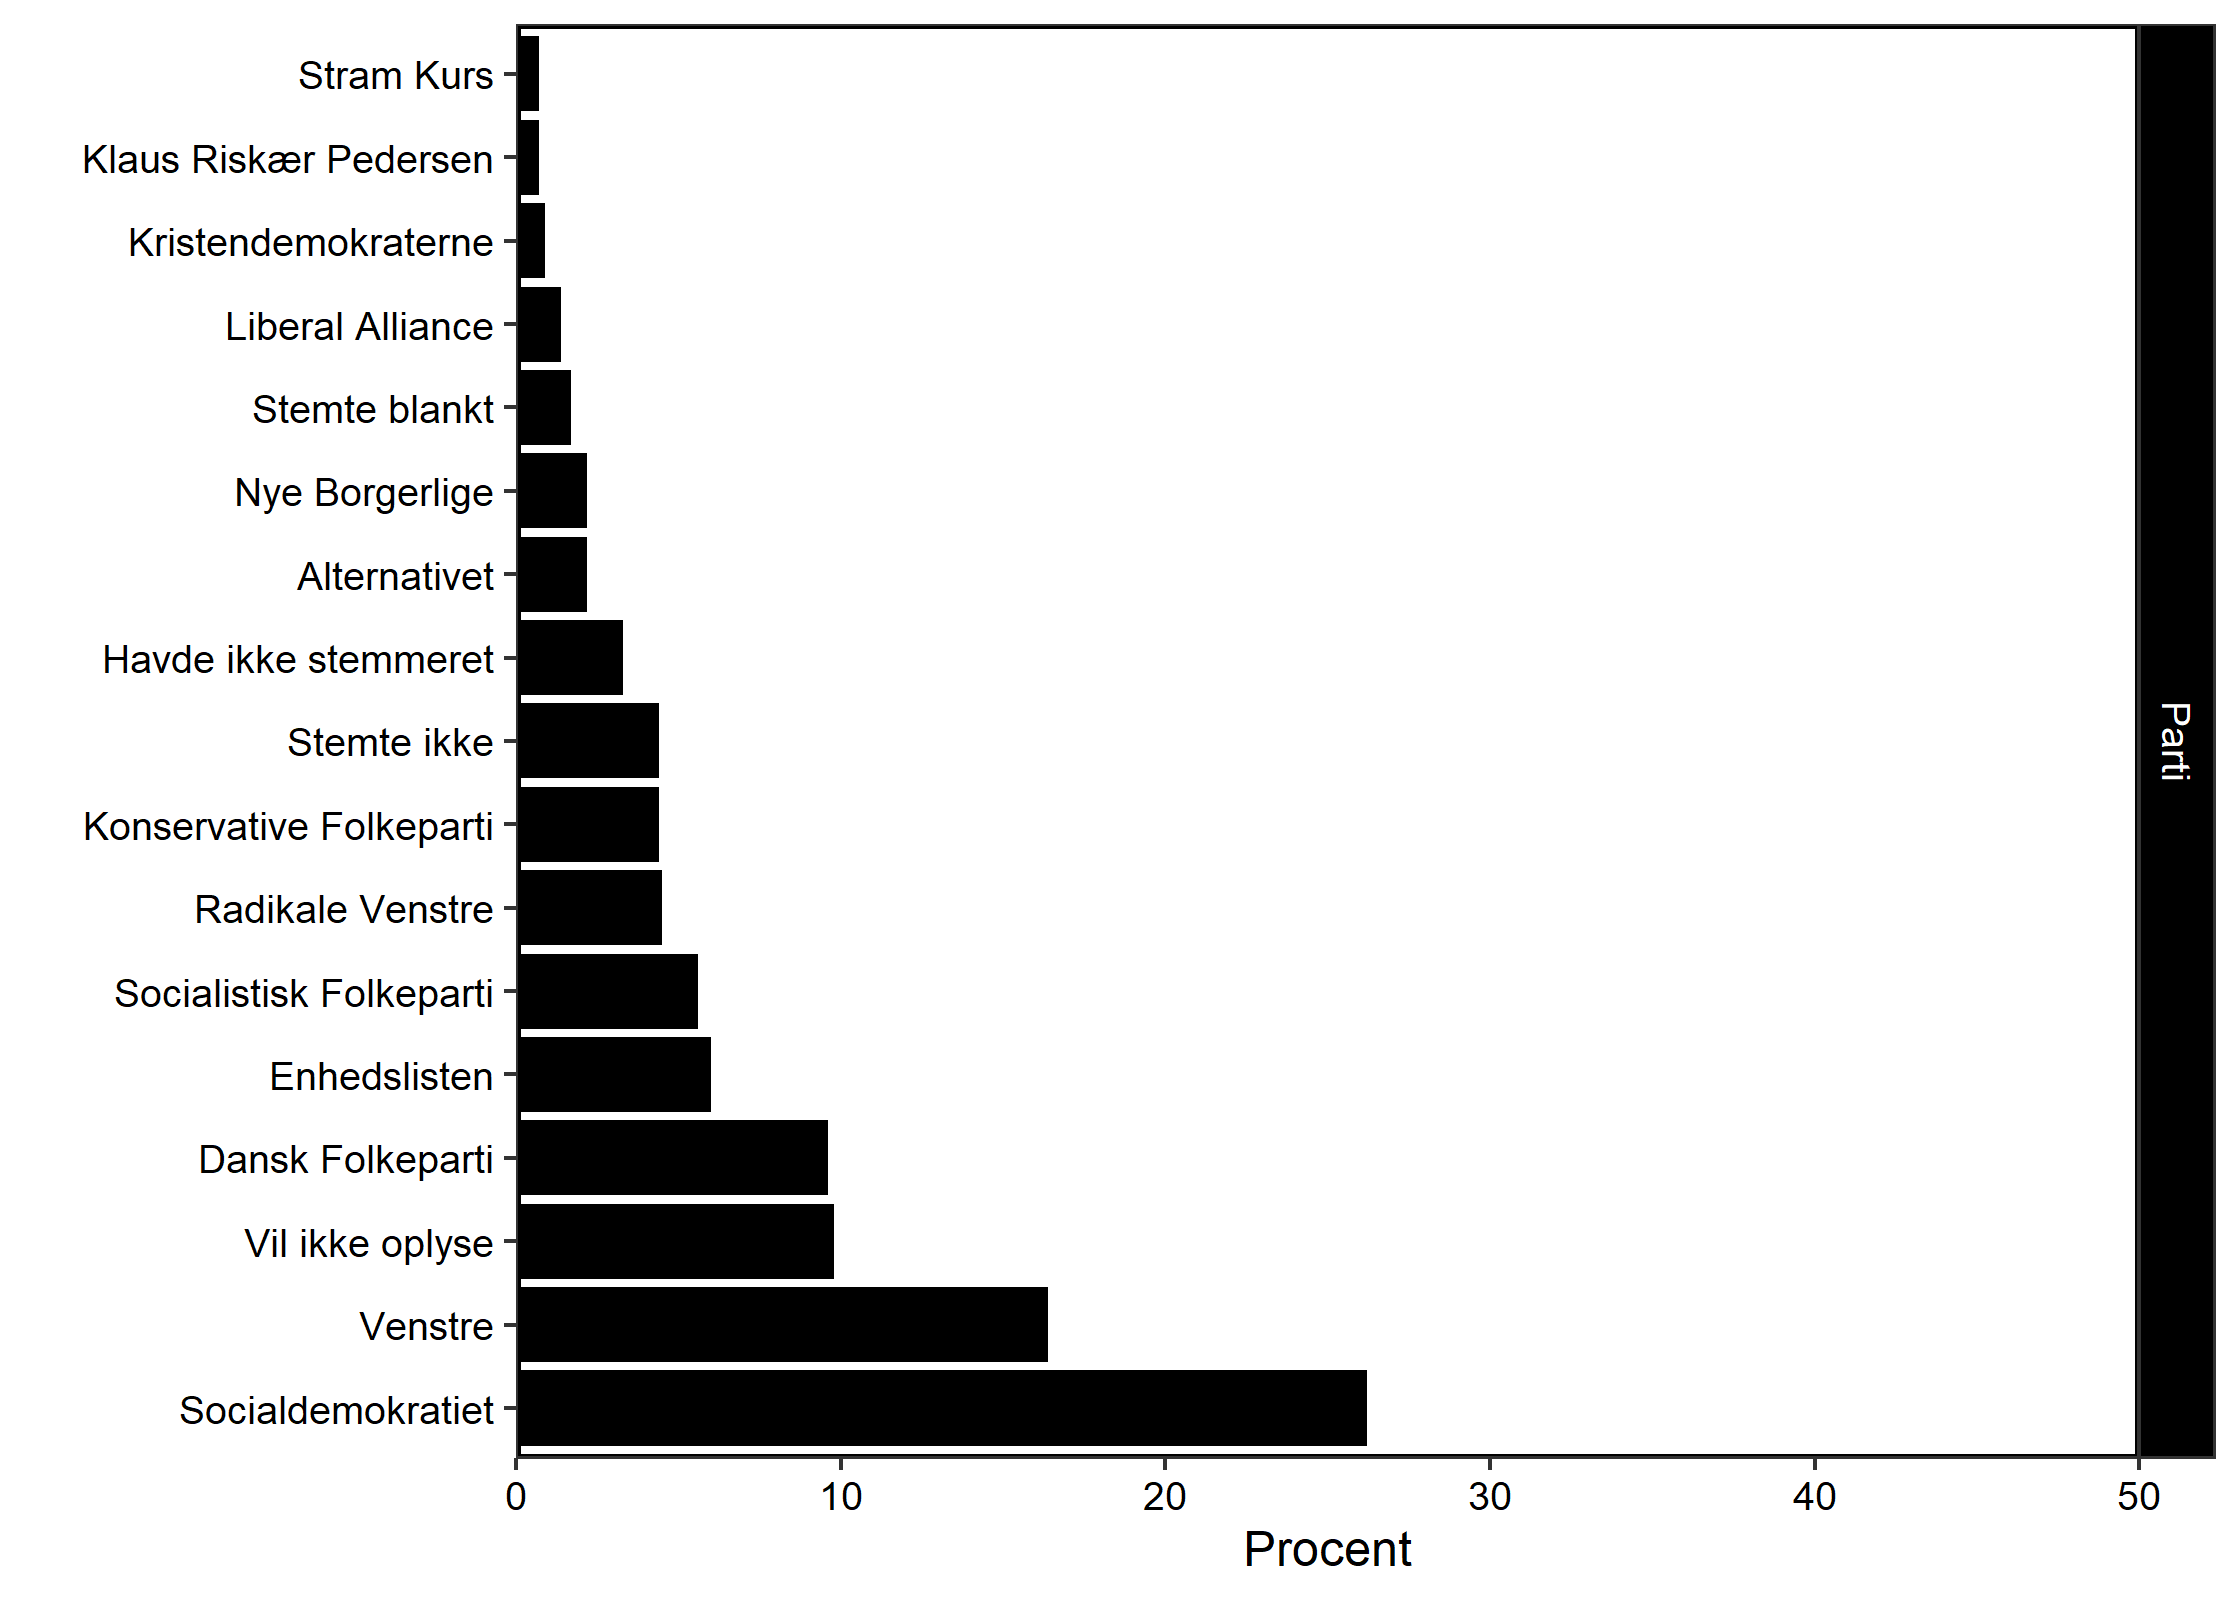 Stram Kurs
Klaus Riskær Pedersen
Kristendemokraterne
Liberal Alliance
Stemte blankt
Nye Borgerlige
Alternativet
Havde ikke stemmeret
Stemte ikke
Konservative Folkeparti
Radikale Venstre
Socialistisk Folkeparti
Enhedslisten
Dansk Folkeparti
Vil ikke oplyse
Venstre
Socialdemokratiet
Parti
0 10 20 30 40 50
Procent